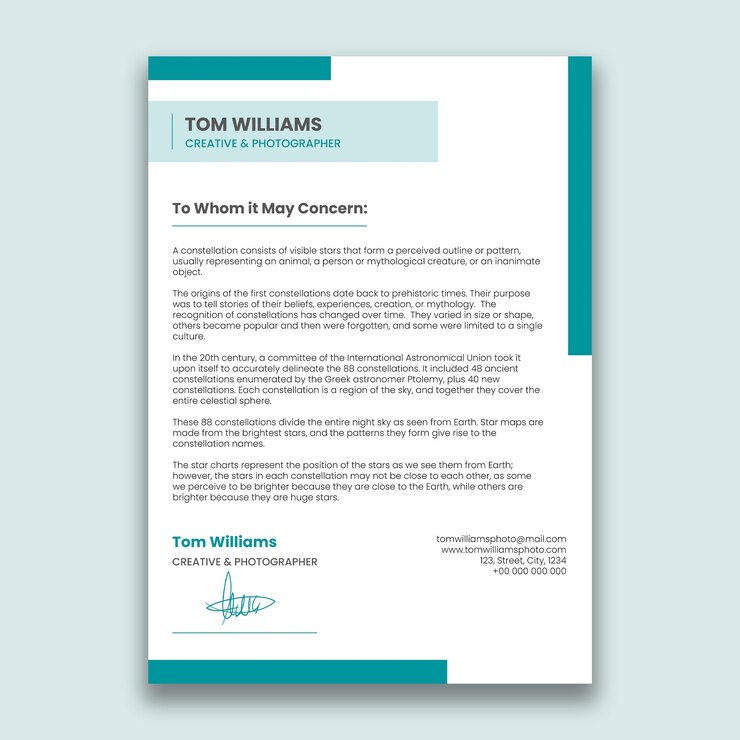 TOM WILLIAMS
CREATIVE & PHOTOGRAPHER
To Whom it May Concern:
A constellation consists of visible stars that form a perceived outline or pattern,
usually representing an animal, a person or mythological creature, or an inanimate
object.
The origins of the first constellations date back to prehistoric times. Their purpose
was to tell stories of their beliefs, experiences, creation, or mythology.  The
recognition of constellations has changed over time.  They varied in size or shape,
others became popular and then were forgotten, and some were limited to a single
culture.
In the 20th century, a committee of the International Astronomical Union took it
upon itself to accurately delineate the 88 constellations. It included 48 ancient
constellations enumerated by the Greek astronomer Ptolemy, plus 40 new
constellations. Each constellation is a region of the sky, and together they cover the
entire celestial sphere.
These 88 constellations divide the entire night sky as seen from Earth. Star maps are
made from the brightest stars, and the patterns they form give rise to the
constellation names.
The star charts represent the position of the stars as we see them from Earth;
however, the stars in each constellation may not be close to each other, as some
we perceive to be brighter because they are close to the Earth, while others are
brighter because they are huge stars.
Tom Williams
CREATIVE & PHOTOGRAPHER
tomwilliamsphoto@mail.com
www.tomwilliamsphoto.com
123, Street, City, 1234
+00 000 000 000